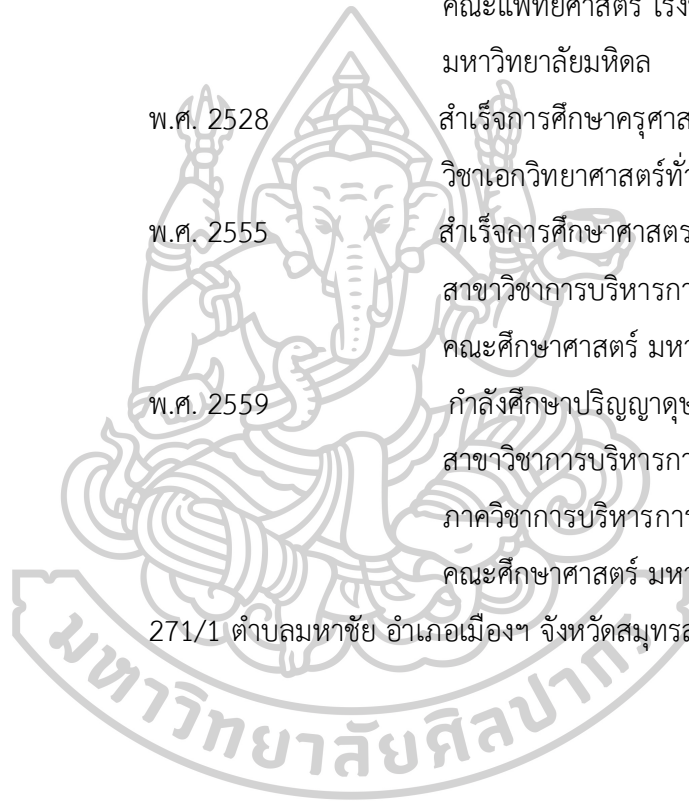 คณะแพทยศาสตร์
มหาวิทยาลัยมหิดล
พ.ศ. 2528 สำเร็จการศึกษาครุศาส
วิชาเอกวิทยาศาสตร์ทั่
พ.ศ. 2555 สำเร็จการศึกษาศาสตร
สาขาวิชาการบริหารกา
คณะศึกษาศาสตร์ มหา
พ.ศ. 2559 กำลังศึกษาปริญญาดุษ
สาขาวิชาการบริหารกา
ภาควิชาการบริหารการ
คณะศึกษาศาสตร์ มหา
271/1 ตำบลมหาชัย อำเภอเมืองฯ จังหวัดสมุทรส
มหาวิทยาลัยศิลปากร